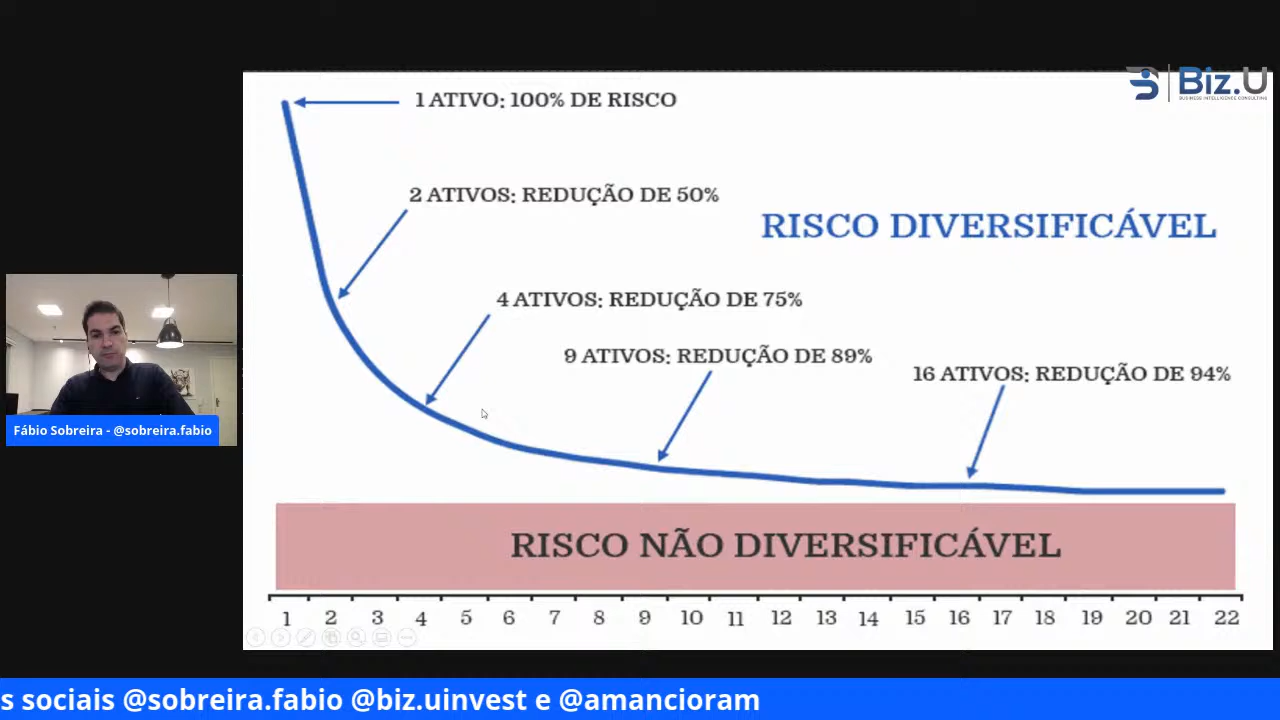 Biz.U
BUSINESS INTELLIGENCE CONSULTING
1 ATIVO: 100% DE RISCO
2 ATIVOS: REDUÇÃO DE 50%
RISCO DIVERSIFICÁVEL
4 ATIVOS: REDUÇÃO DE 75%
9 ATIVOS: REDUÇÃO DE 89%
16 ATIVOS: REDUÇÃO DE 94%
Fábio Sobreira - @sobreira.fabio
RISCO NÃO DIVERSIFICÁVEL
1 2 3 4 5 6 7 8 9 10 11 12 13 14 15 16 17 18 19 20 21 22
s sociais @sobreira.fabio @biz.uinvest e @amancioram